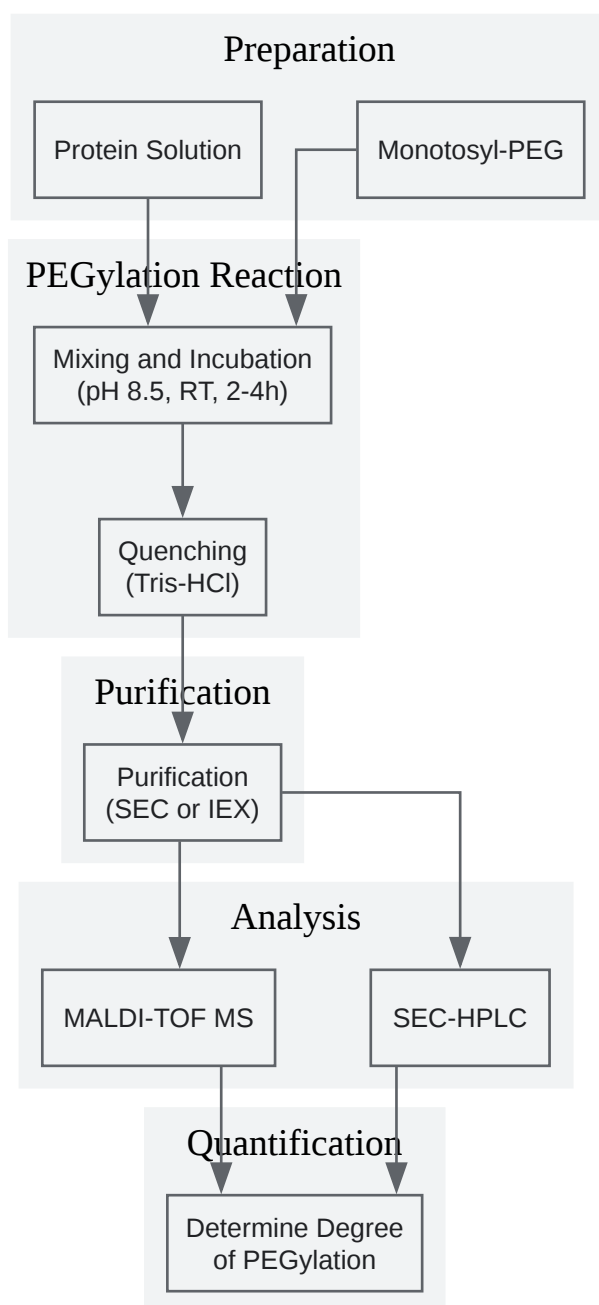 Preparation
Protein Solution
Monotosyl-PEG
PEGylation Reaction
Mixing and Incubation
(pH 8.5, RT, 2-4h)
Quenching
(Tris-HCl)
Purification
Purification
(SEC or IEX)
Analysis
MALDI-TOF MS
SEC-HPLC
Quantification
Determine Degree
of PEGylation